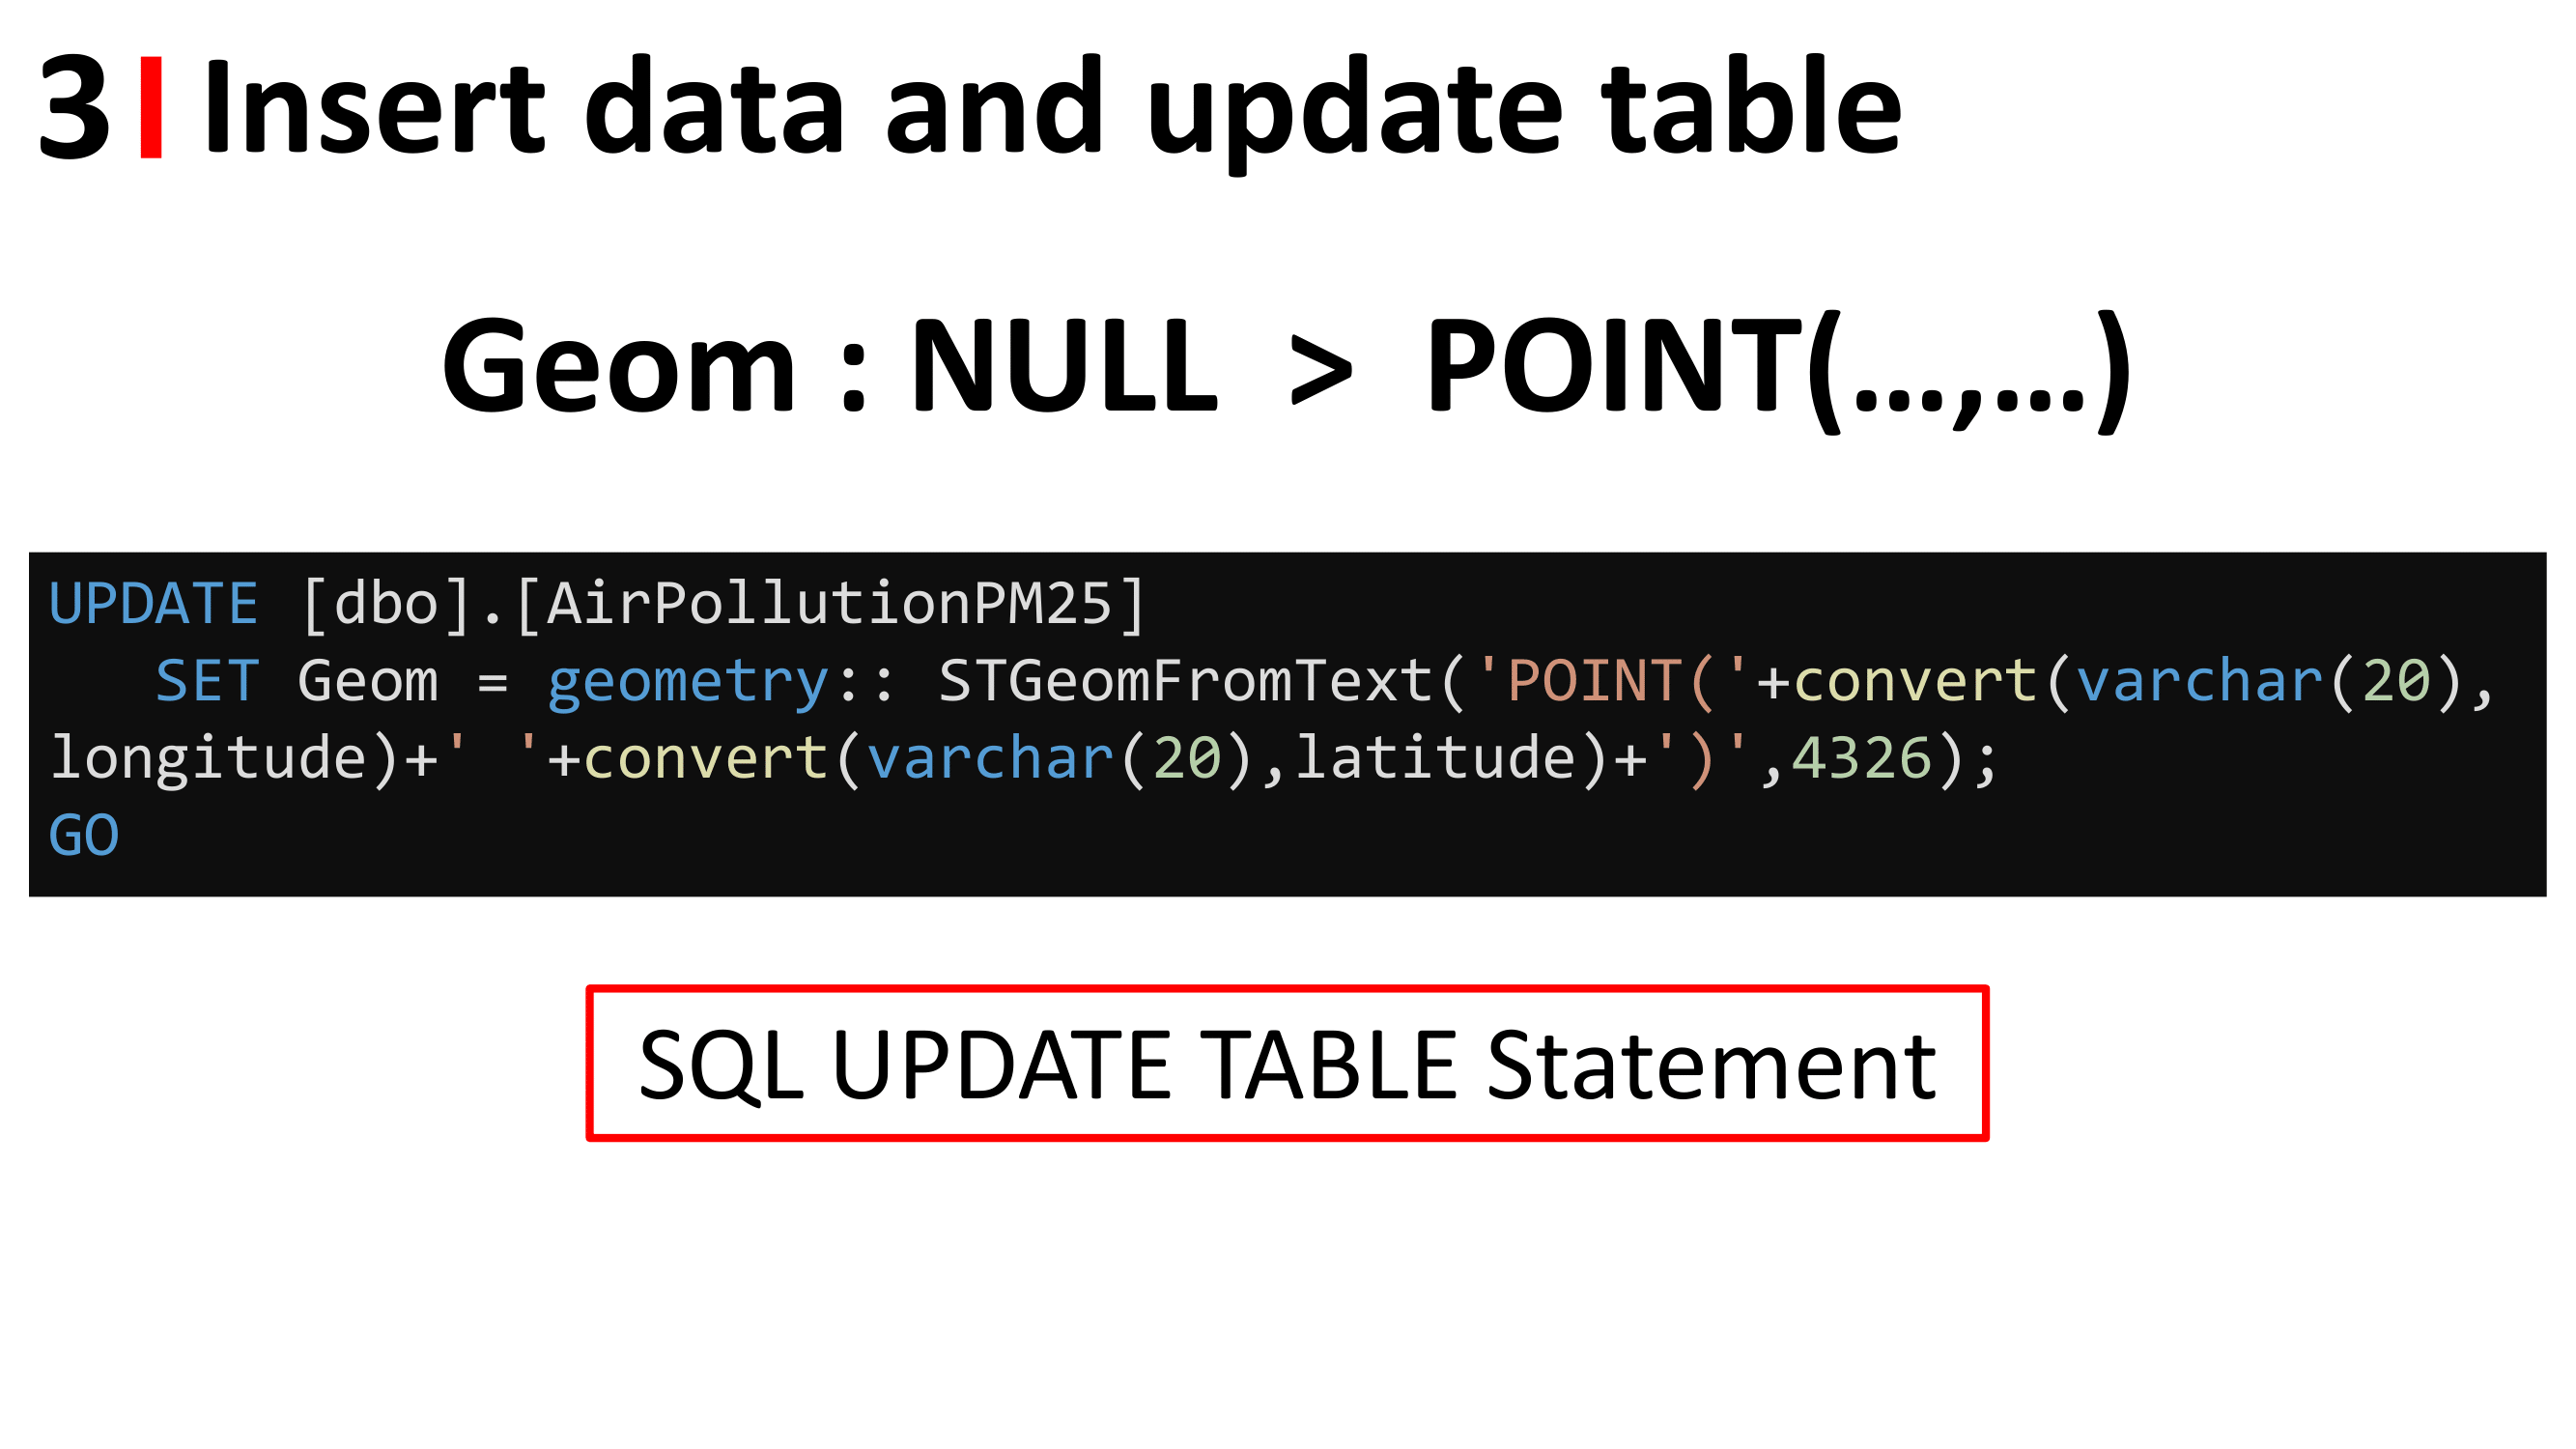 3 Insert data and update table
Geom : NULL > POINT(…,…)
UPDATE [dbo].[AirPollutionPM25]
   SET Geom = geometry:: STGeomFromText('POINT('+convert(varchar(20),
longitude)+' '+convert(varchar(20),latitude)+')',4326);
GO
SQL UPDATE TABLE Statement